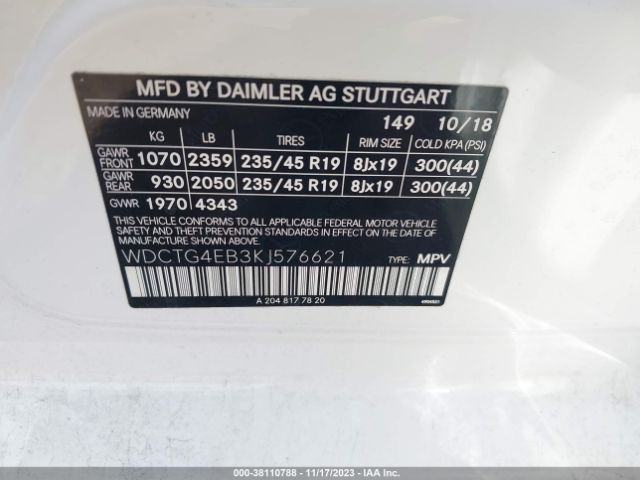 MFD BY DAIMLER AG STUTTGART
MADE IN GERMANY 149 10/18
KG LB TIRES RIM SIZE COLD KPA (PSI)
GAWR FRONT 1070 2359 235/45 R19 8Jx19 300(44)
GAWR REAR 930 2050 235/45 R19 8Jx19 300(44)
GVWR 1970 4343
THIS VEHICLE CONFORMS TO ALL APPLICABLE FEDERAL MOTOR VEHICLE
SAFETY AND THEFT PREVENTION STANDARDS IN EFFECT ON THE DATE
OF MANUFACTURE SHOWN ABOVE.
WDCTG4EB3KJ576621 TYPE: MPV
A 204 817 78 20
000-38110788 - 11/17/2023 - IAA, Inc.